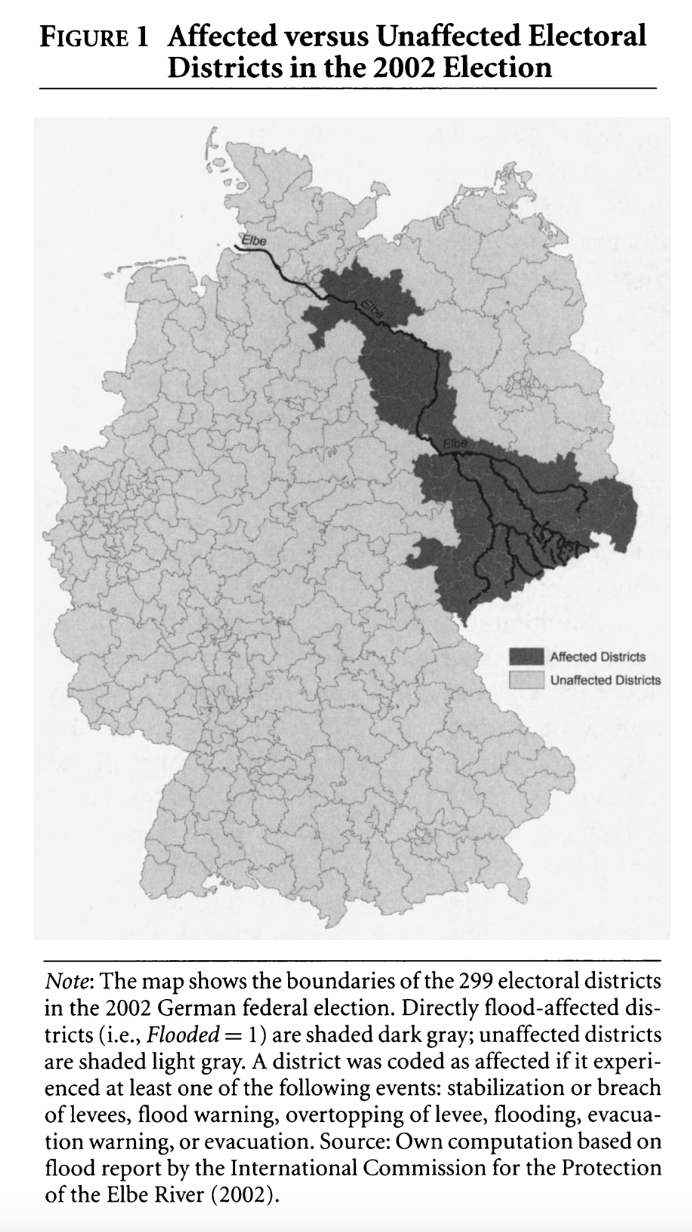 FIGURE 1 Affected versus Unaffected Electoral
Districts in the 2002 Election
Elbe
Elbe
Elbe
Affected Districts
Unaffected Districts
Note: The map shows the boundaries of the 299 electoral districts
in the 2002 German federal election. Directly flood-affected dis-
tricts (i.e., Flooded = 1) are shaded dark gray; unaffected districts
are shaded light gray. A district was coded as affected if it experi-
enced at least one of the following events: stabilization or breach
of levees, flood warning, overtopping of levee, flooding, evacua-
tion warning, or evacuation. Source: Own computation based on
flood report by the International Commission for the Protection
of the Elbe River (2002).